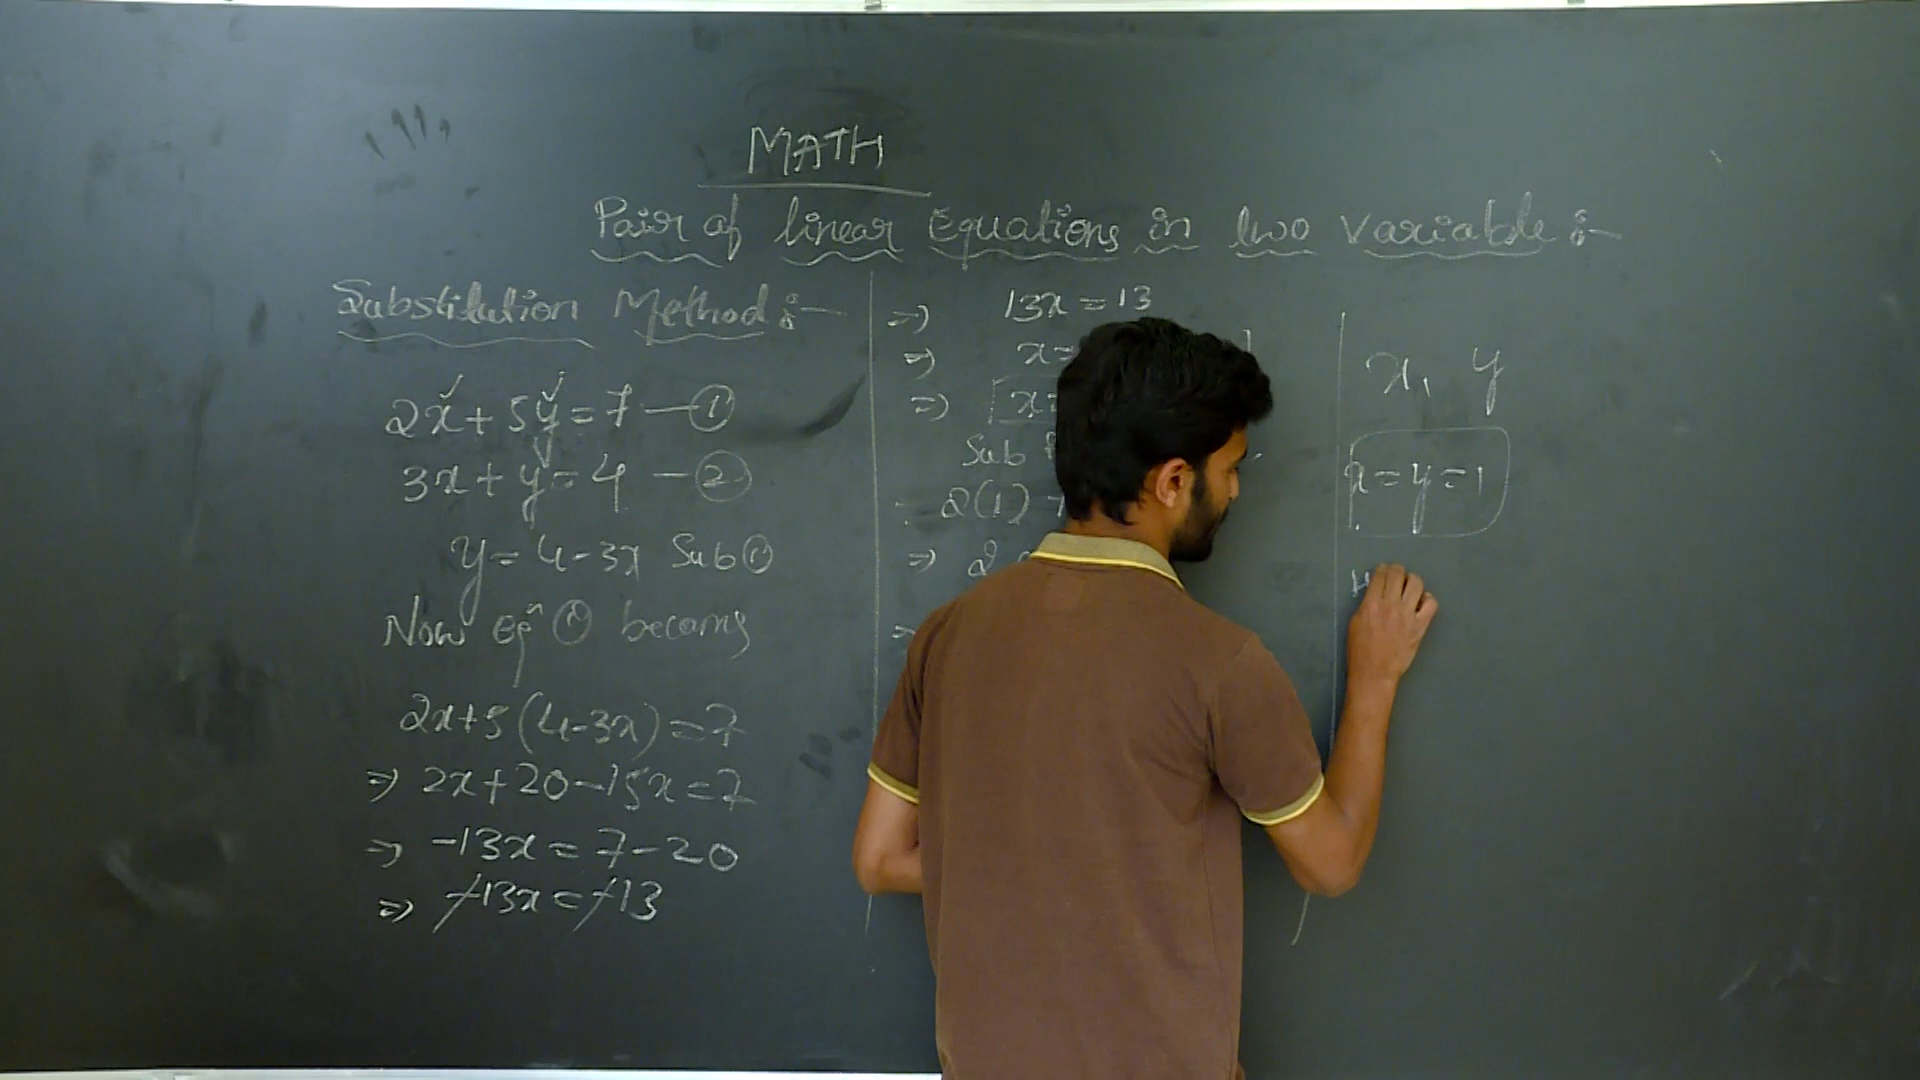 MATH
Pair of linear Equations in two Variable :-
Substitution Method :-
2x + 5y = 7 — ①
3x + y = 4 — ②
y = 4 - 3x Sub ①
Now eqn ① becoms
2x + 5 (4-3x) = 7
=> 2x + 20 - 15x = 7
=> -13x = 7 - 20
=> -13x = -13
=> 13x = 13
=> x =
=> x =
Sub
2(1)
=> 2
=>
x, y
x = y = 1